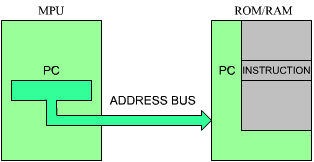 MPU
ROM/RAM
PC
PC
INSTRUCTION
ADDRESS BUS